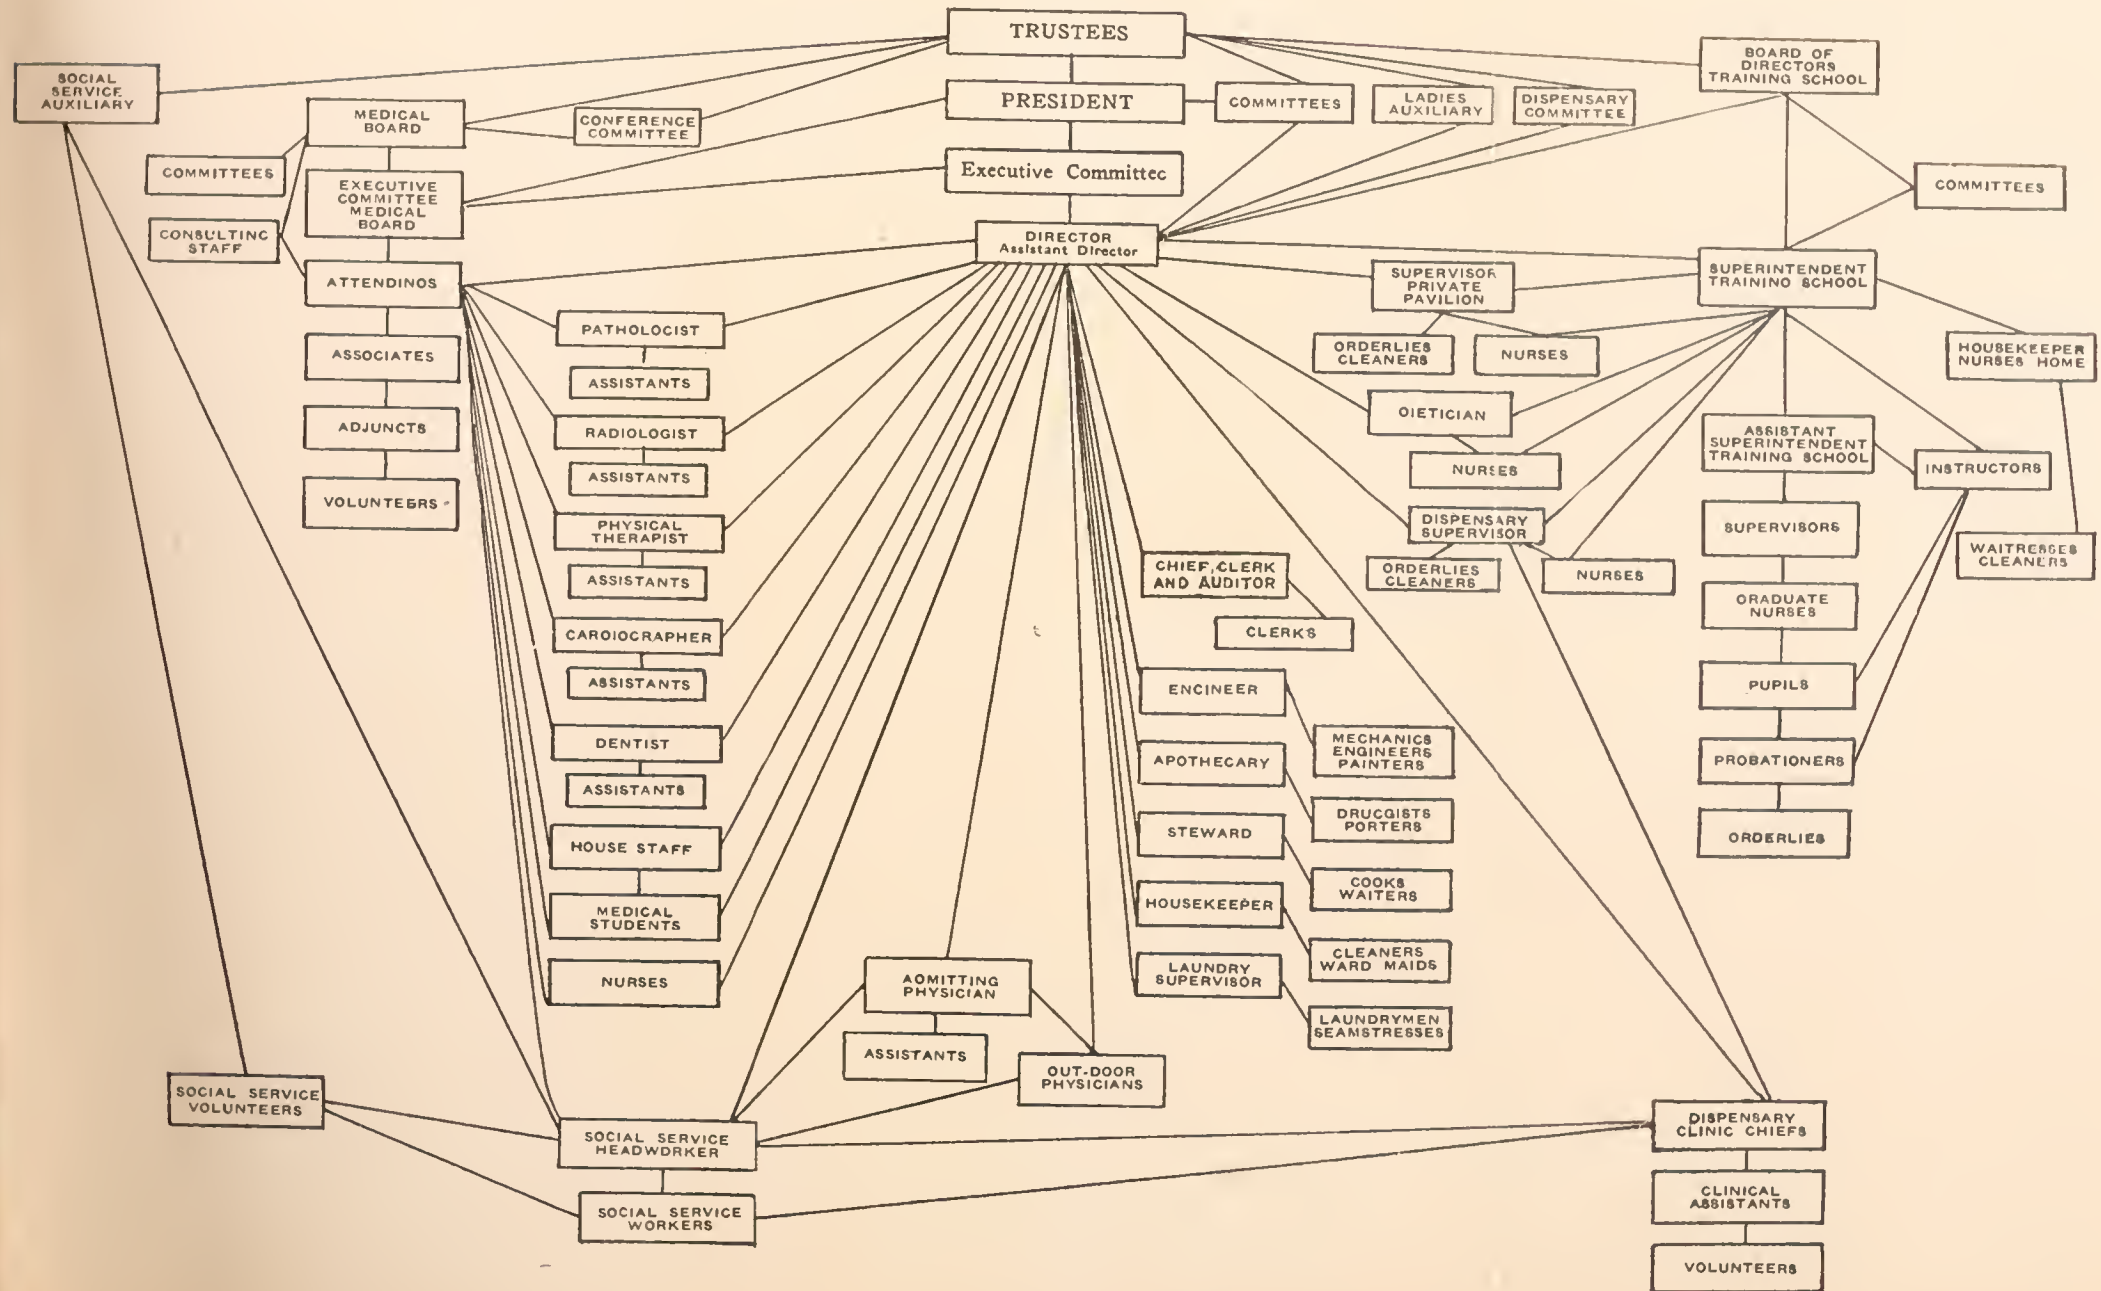 TRUSTEES
SOCIAL
SERVICE
AUXILIARY
BOARD OF
DIRECTORS
TRAINING SCHOOL
MEDICAL
BOARD
CONFERENCE
COMMITTEE
PRESIDENT
COMMITTEES
LADIES
AUXILIARY
DISPENSARY
COMMITTEE
COMMITTEES
EXECUTIVE
COMMITTEE
MEDICAL
BOARD
Executive Committec
COMMITTEES
CONSULTING
STAFF
DIRECTOR
Assistant Director
ATTENDINOS
SUPERVISOR
PRIVATE
PAVILION
SUPERINTENDENT
TRAINING SCHOOL
PATHOLOGIST
ASSISTANTS
ASSOCIATES
ORDERLIES
CLEANERS
NURSES
HOUSEKEEPER
NURSES HOME
ADJUNCTS
RADIOLOGIST
ASSISTANTS
OIETICIAN
NURSES
ASSISTANT
SUPERINTENDENT
TRAINING SCHOOL
INSTRUCTORS
VOLUNTEERS
PHYSICAL
THERAPIST
ASSISTANTS
DISPENSARY
SUPERVISOR
ORDERLIES
CLEANERS
NURSES
SUPERVISORS
WAITRESSES
CLEANERS
CHIEF, CLERK
AND AUDITOR
CLERKS
GRADUATE
NURSES
CARDIOGRAPHER
ASSISTANTS
ENCINEER
MECHANICS
ENGINEERS
PAINTERS
PUPILS
DENTIST
ASSISTANTS
APOTHECARY
DRUCGISTS
PORTERS
PROBATIONERS
HOUSE STAFF
STEWARD
COOKS
WAITERS
ORDERLIES
MEDICAL
STUDENTS
HOUSEKEEPER
CLEANERS
WARD MAIDS
NURSES
AOMITTING
PHYSICIAN
ASSISTANTS
LAUNDRY
SUPERVISOR
LAUNDRYMEN
SEAMSTRESSES
OUT-DOOR
PHYSICIANS
SOCIAL SERVICE
VOLUNTEERS
SOCIAL SERVICE
HEADWORKER
DISPENSARY
CLINIC CHIEFS
SOCIAL SERVICE
WORKERS
CLINICAL
ASSISTANTS
VOLUNTEERS